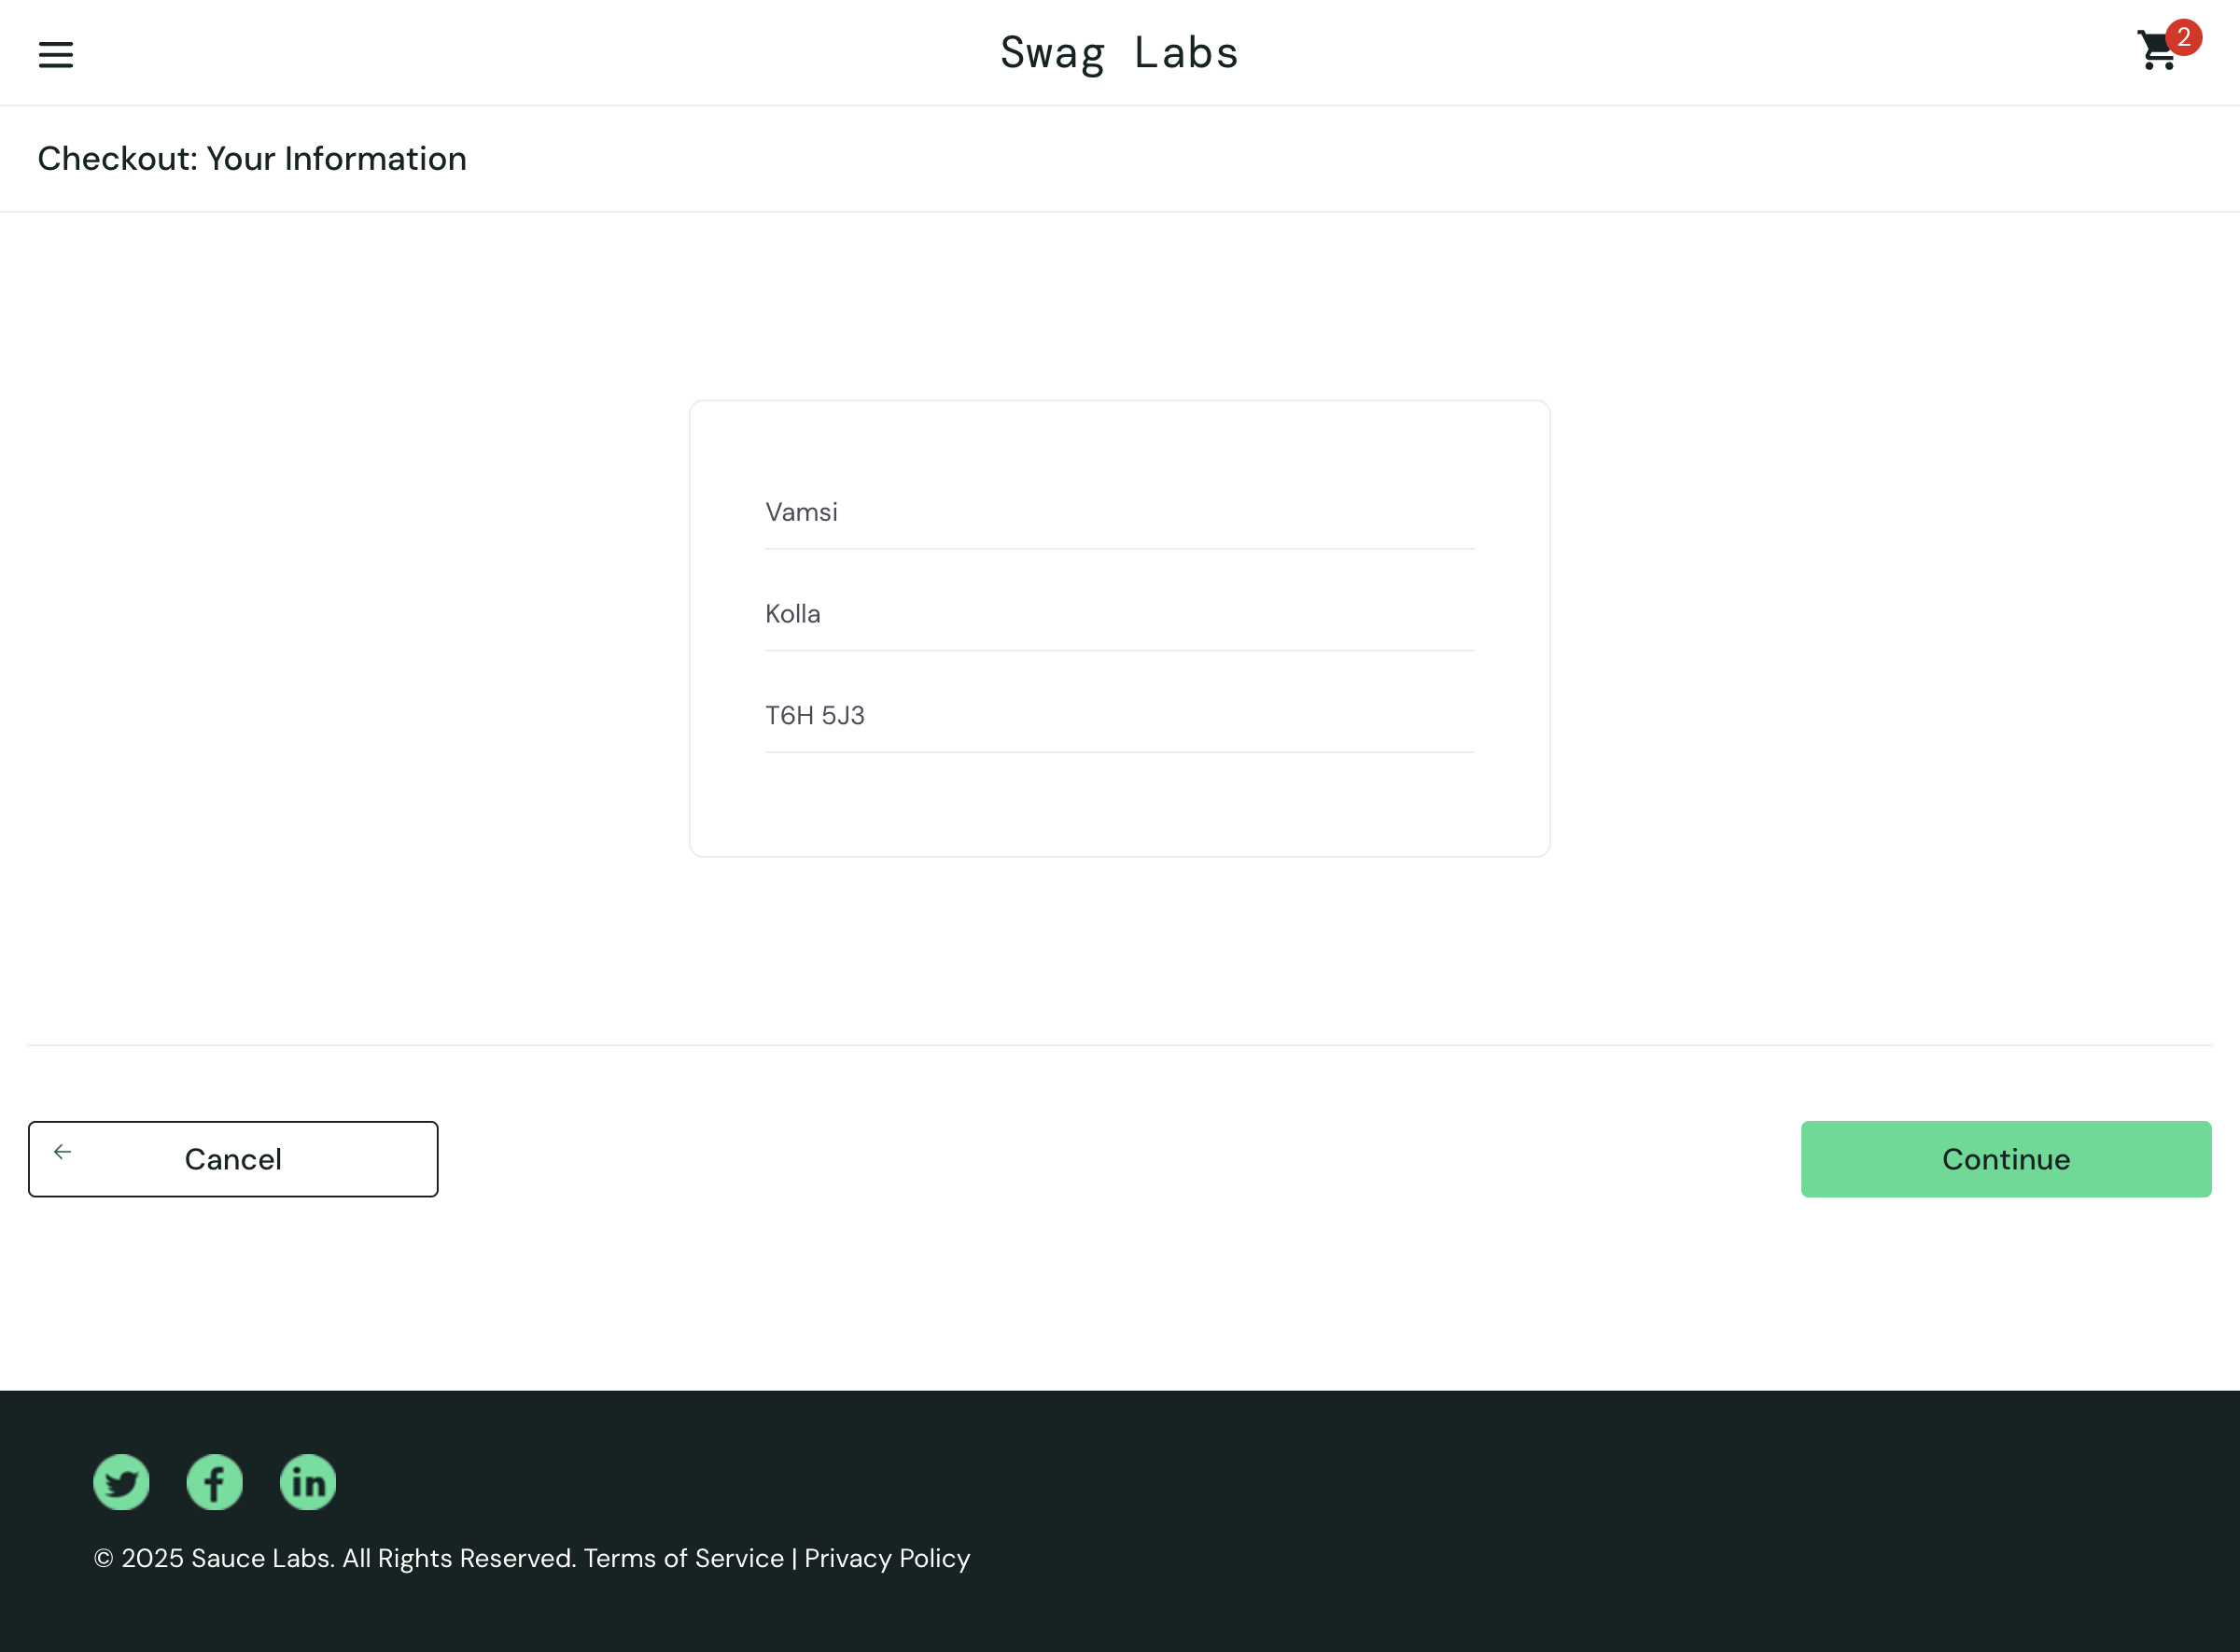 Swag Labs
2
Checkout: Your Information
Vamsi
Kolla
T6H 5J3
Cancel
Continue
© 2025 Sauce Labs. All Rights Reserved. Terms of Service | Privacy Policy